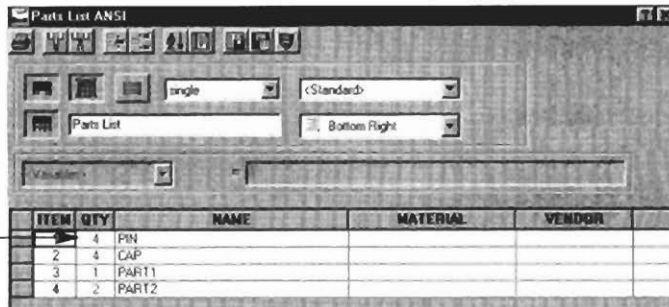 Parts List ANSI
single <Standard>
Parts List Bottom Right
<Variable> =
ITEM QTY NAME MATERIAL VENDOR
4 PIN
2 4 CAP
3 1 PART1
4 2 PART2